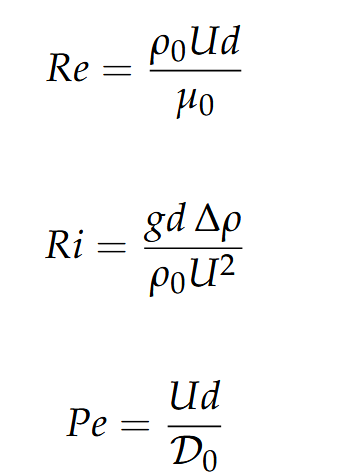 Re = ρ₀Ud / μ₀
Ri = gd Δρ / ρ₀U²
Pe = Ud / 𝒟₀